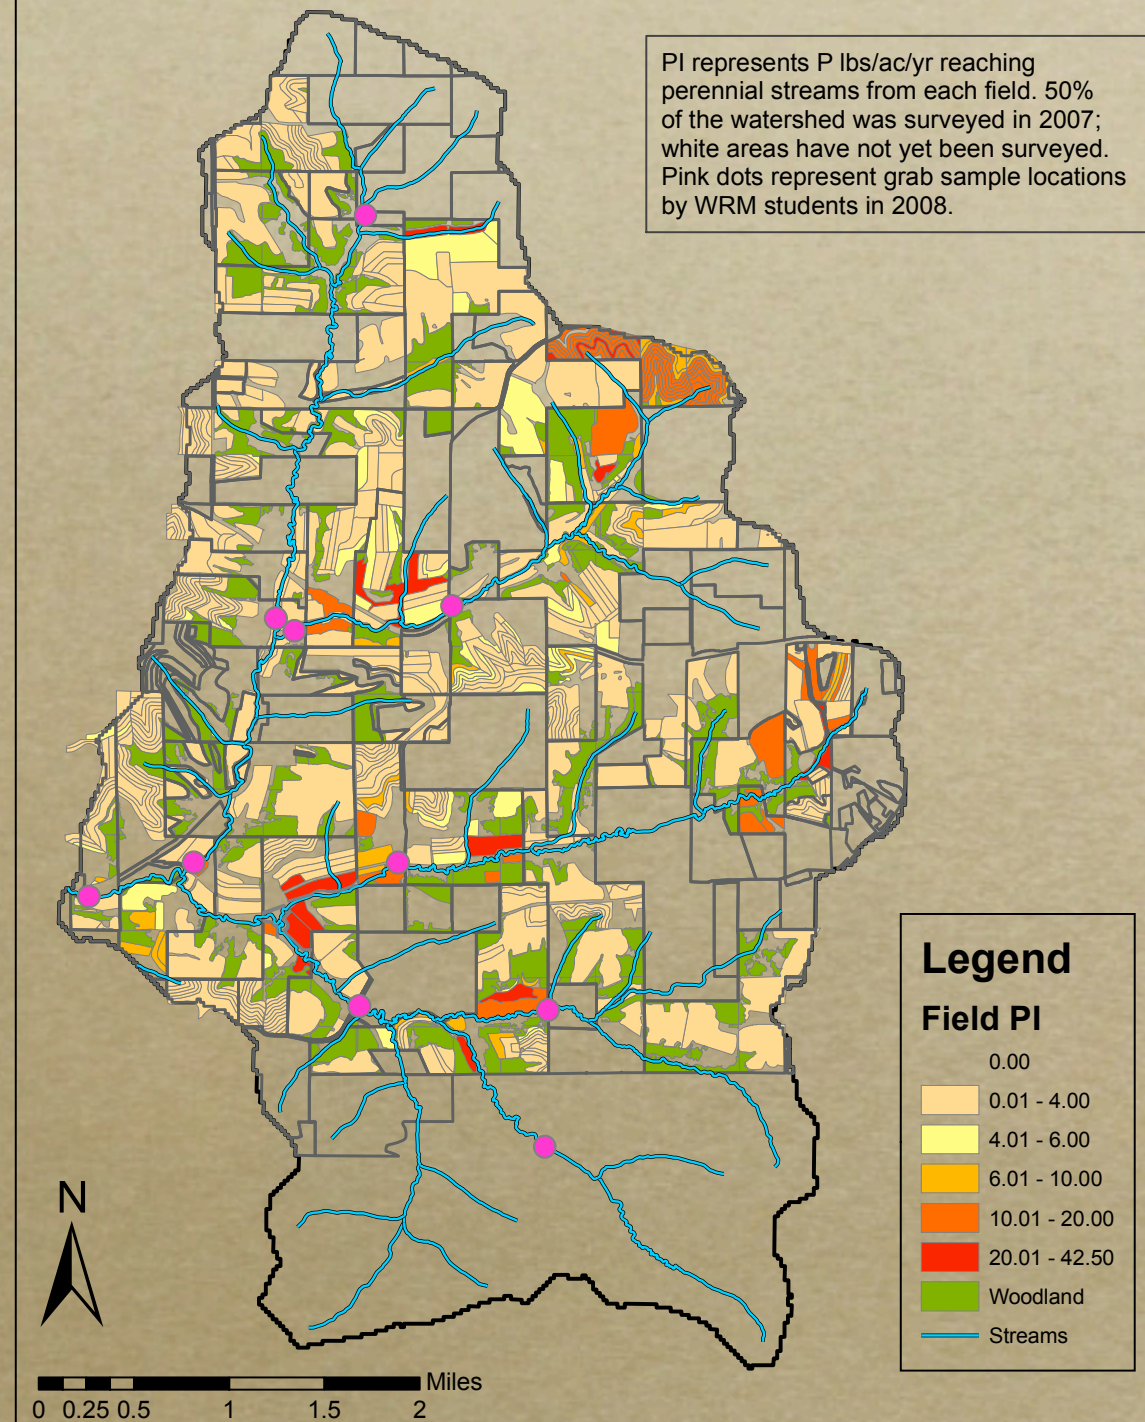 PI represents P lbs/ac/yr reaching
perennial streams from each field. 50%
of the watershed was surveyed in 2007;
white areas have not yet been surveyed.
Pink dots represent grab sample locations
by WRM students in 2008.
Legend
Field PI
0.00
0.01 - 4.00
4.01 - 6.00
6.01 - 10.00
10.01 - 20.00
20.01 - 42.50
Woodland
Streams
N
Miles
0 0.25 0.5 1 1.5 2